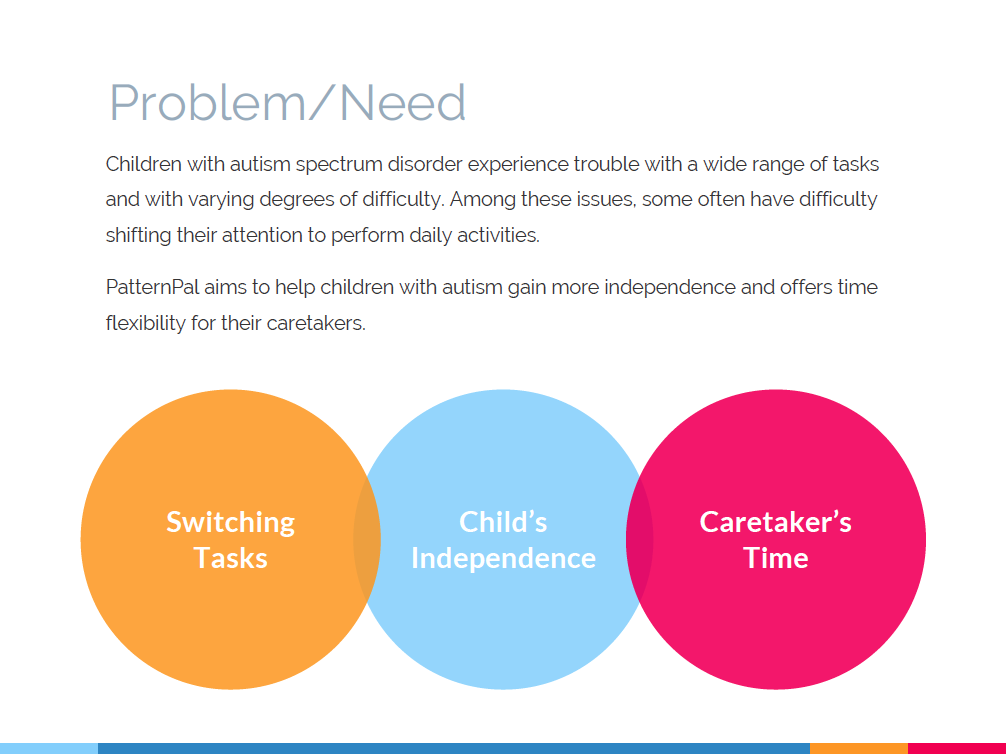 Problem/Need
Children with autism spectrum disorder experience trouble with a wide range of tasks
and with varying degrees of difficulty. Among these issues, some often have difficulty
shifting their attention to perform daily activities.
PatternPal aims to help children with autism gain more independence and offers time
flexibility for their caretakers.
Switching
Tasks
Child’s
Independence
Caretaker’s
Time